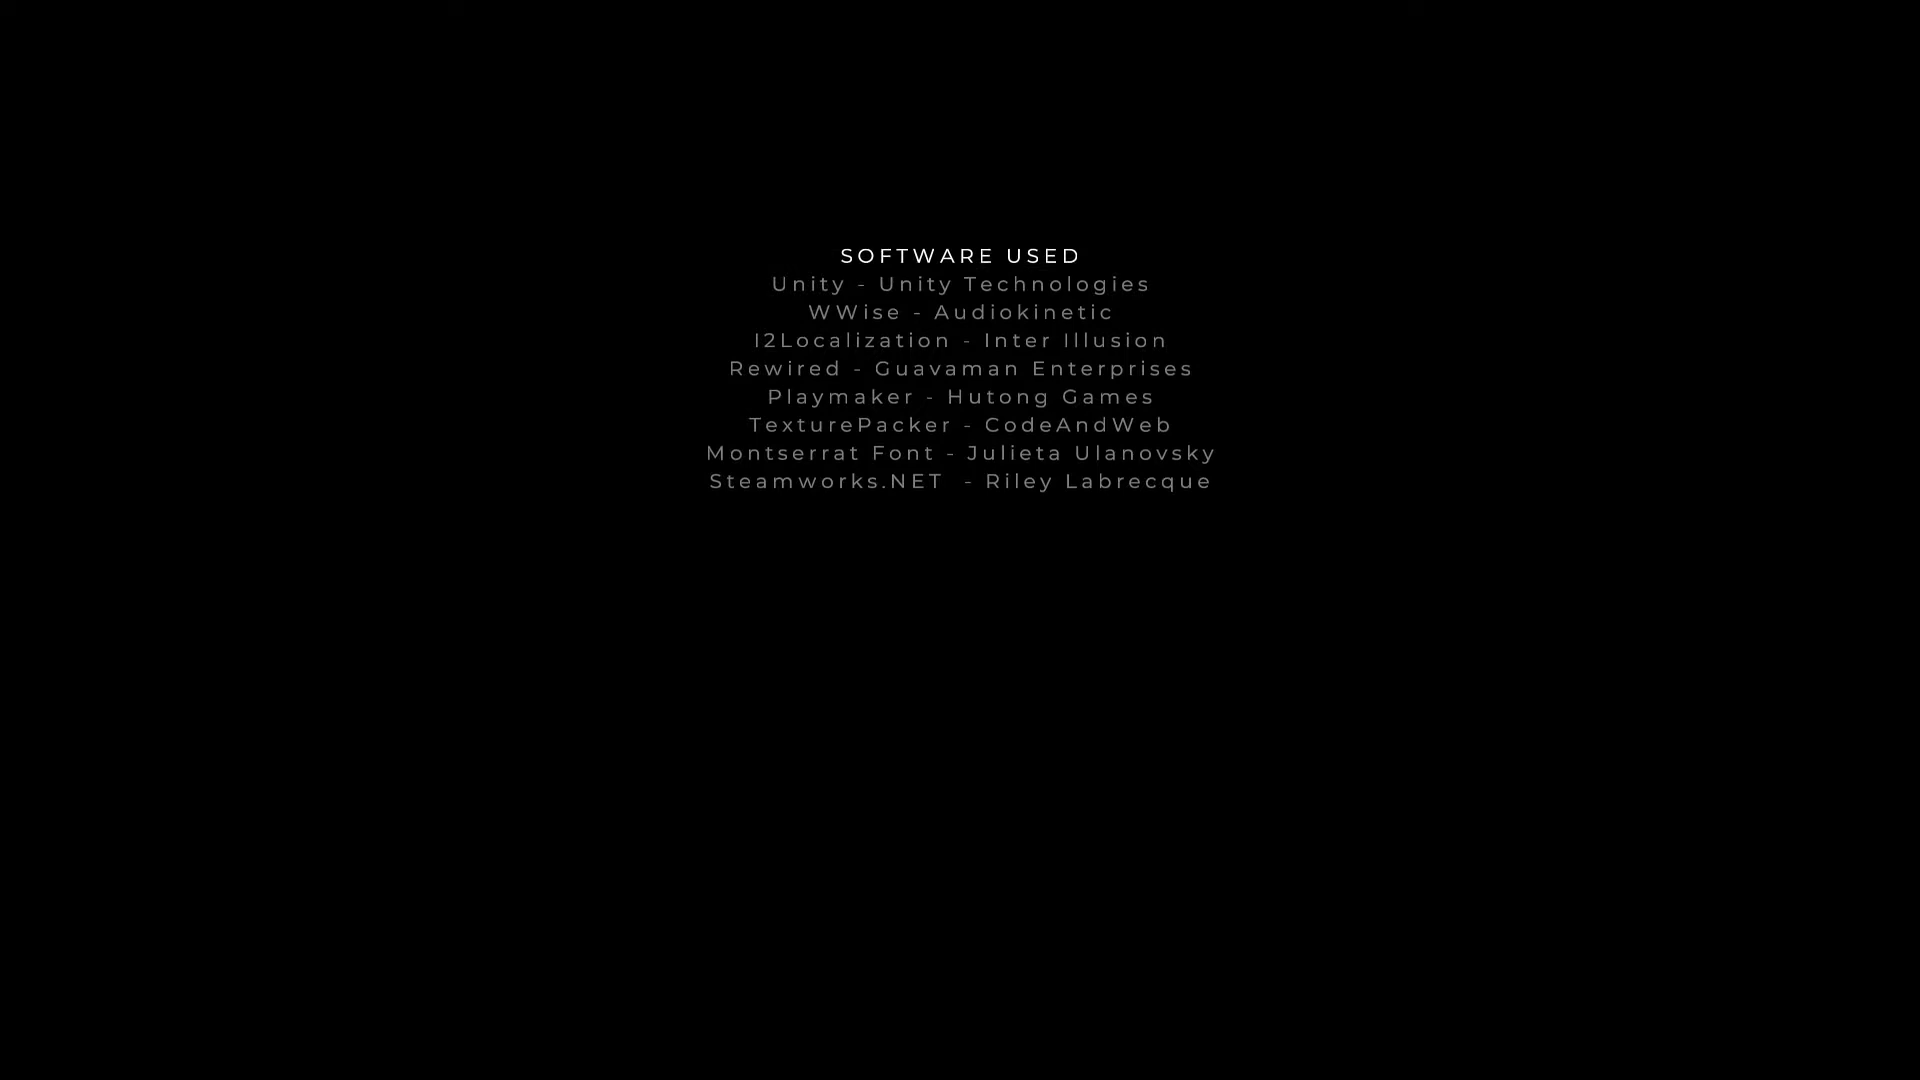 SOFTWARE USED
Unity - Unity Technologies
WWise - Audiokinetic
I2Localization - Inter Illusion
Rewired - Guavaman Enterprises
Playmaker - Hutong Games
TexturePacker - CodeAndWeb
Montserrat Font - Julieta Ulanovsky
Steamworks.NET  - Riley Labrecque